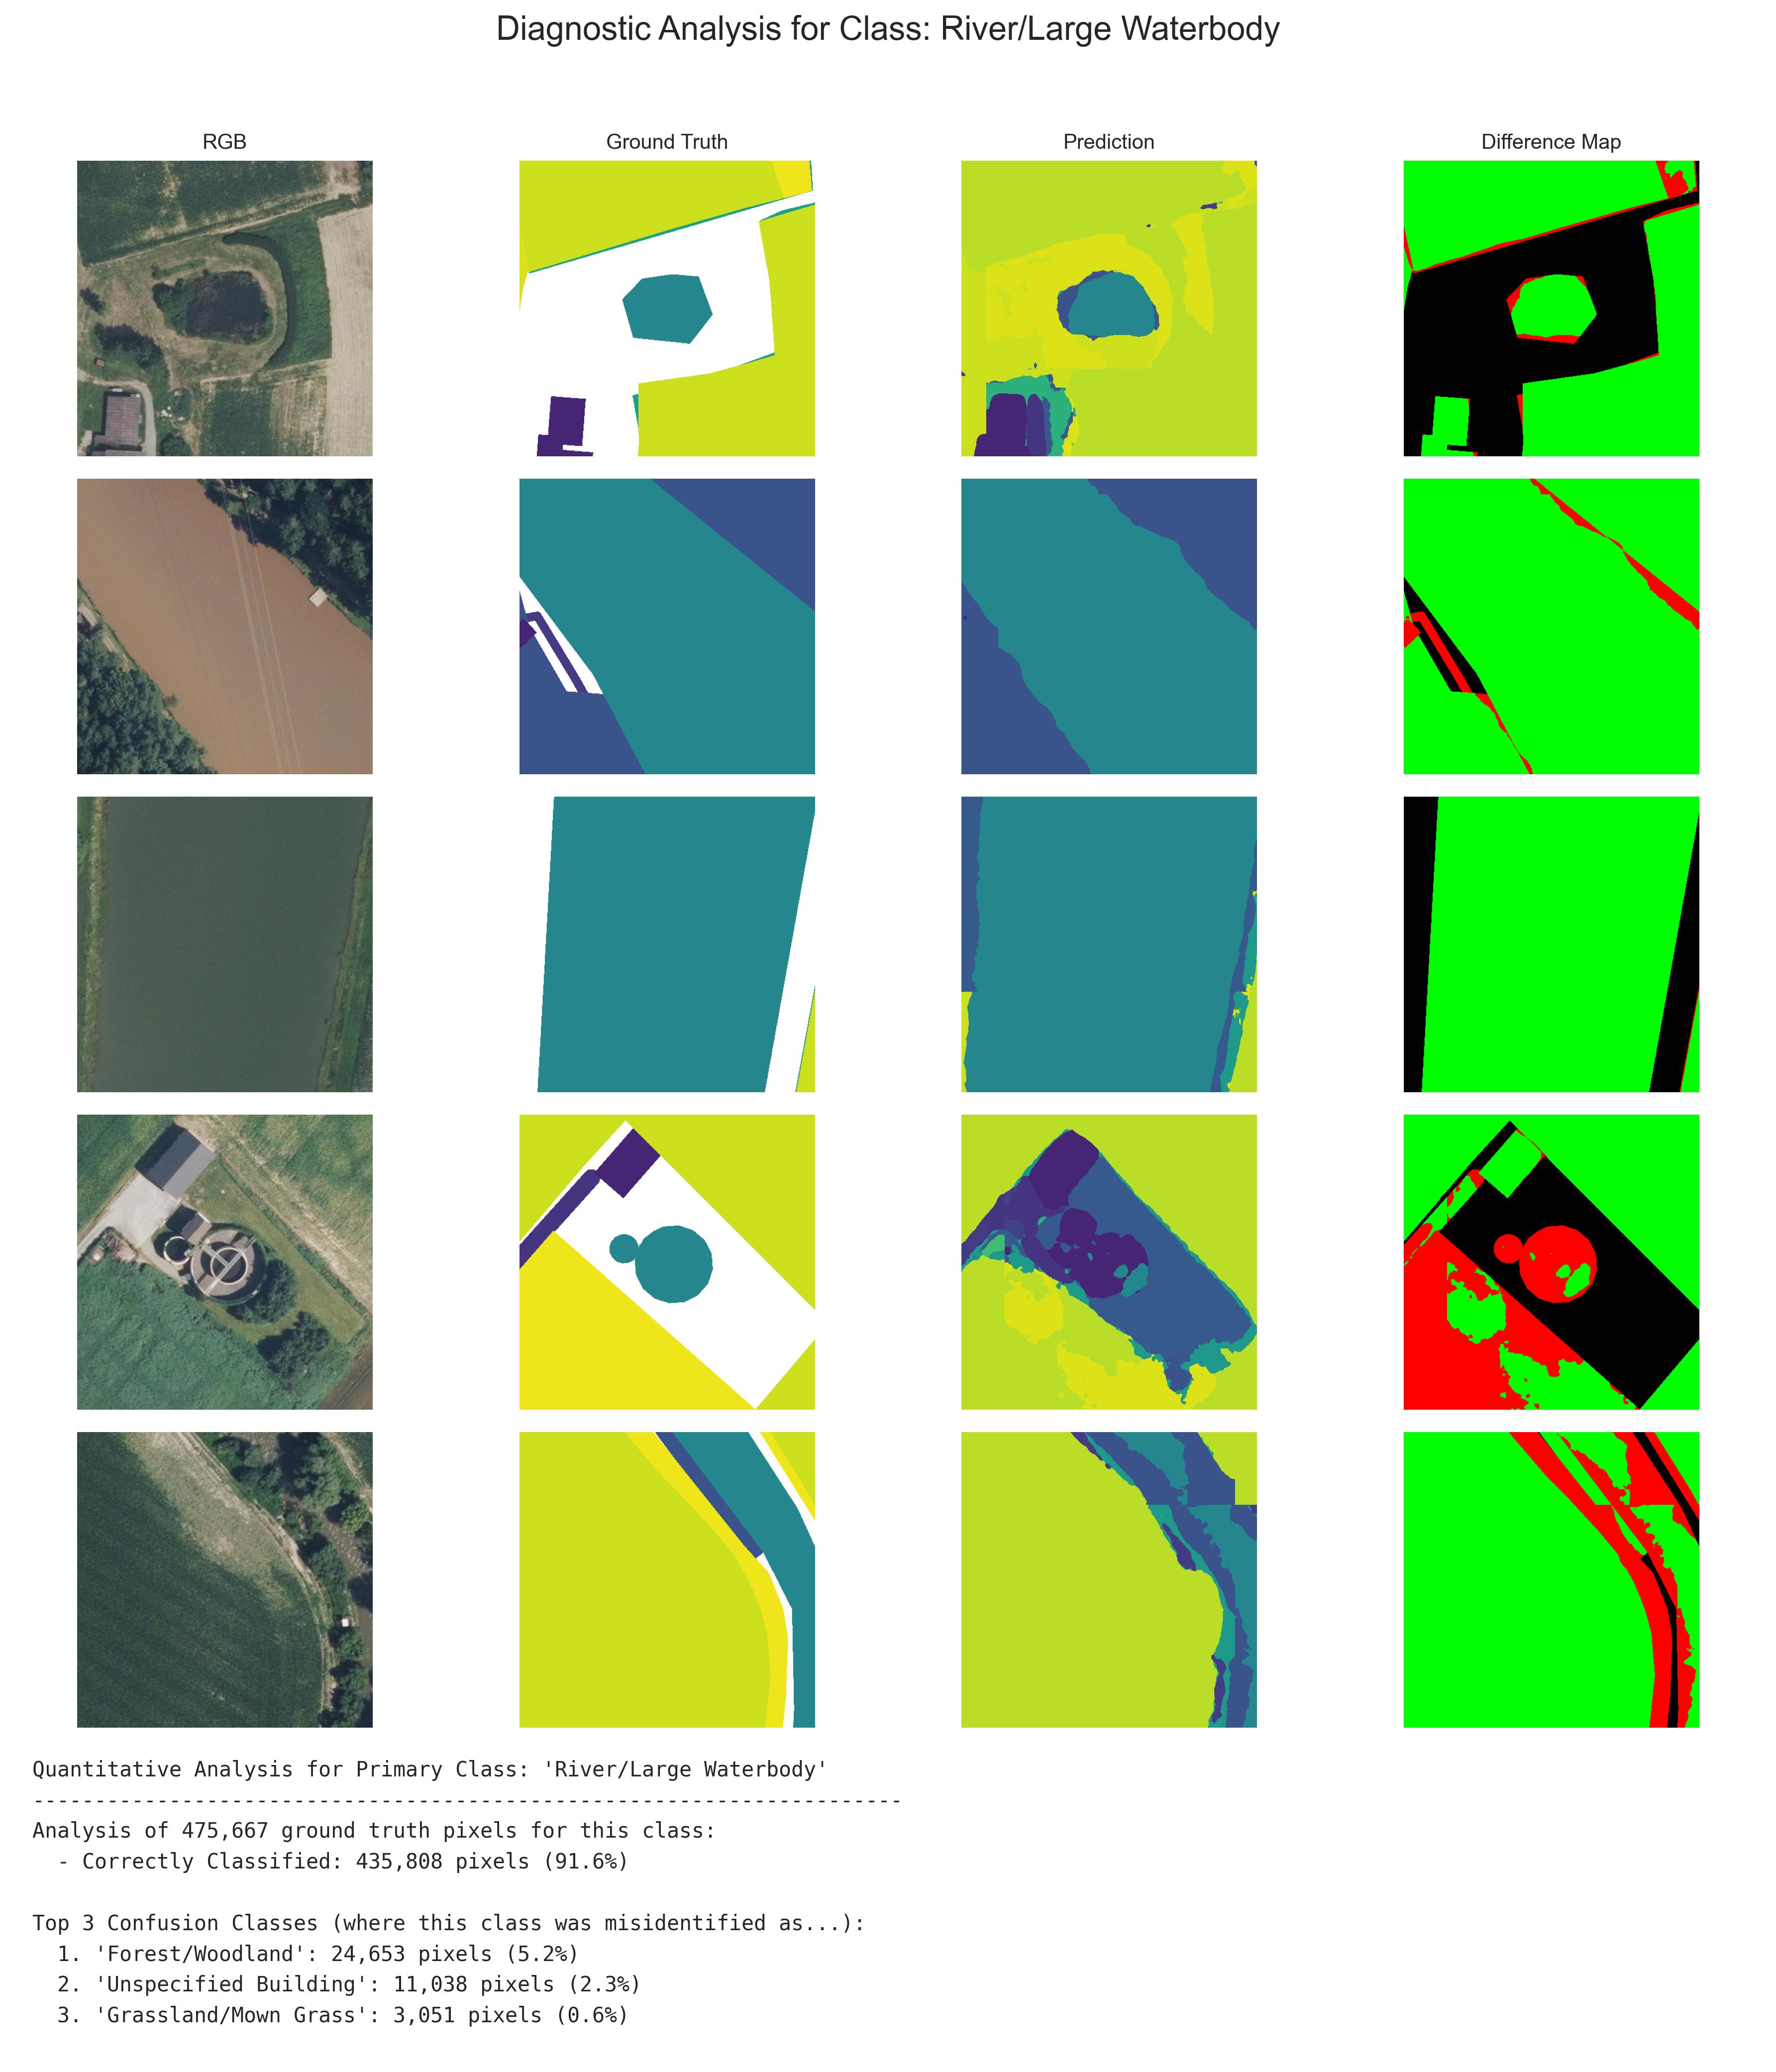 Diagnostic Analysis for Class: River/Large Waterbody
RGB
Ground Truth
Prediction
Difference Map
Quantitative Analysis for Primary Class: 'River/Large Waterbody'
----------------------------------------------------------------------
Analysis of 475,667 ground truth pixels for this class:
- Correctly Classified: 435,808 pixels (91.6%)
Top 3 Confusion Classes (where this class was misidentified as...):
1. 'Forest/Woodland': 24,653 pixels (5.2%)
2. 'Unspecified Building': 11,038 pixels (2.3%)
3. 'Grassland/Mown Grass': 3,051 pixels (0.6%)